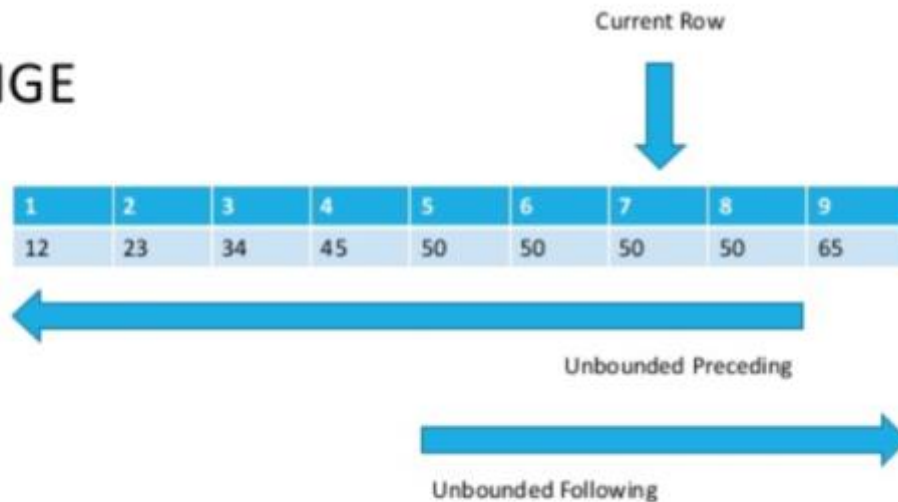 Current Row
NGE
1 2 3 4 5 6 7 8 9
12 23 34 45 50 50 50 50 65
Unbounded Preceding
Unbounded Following